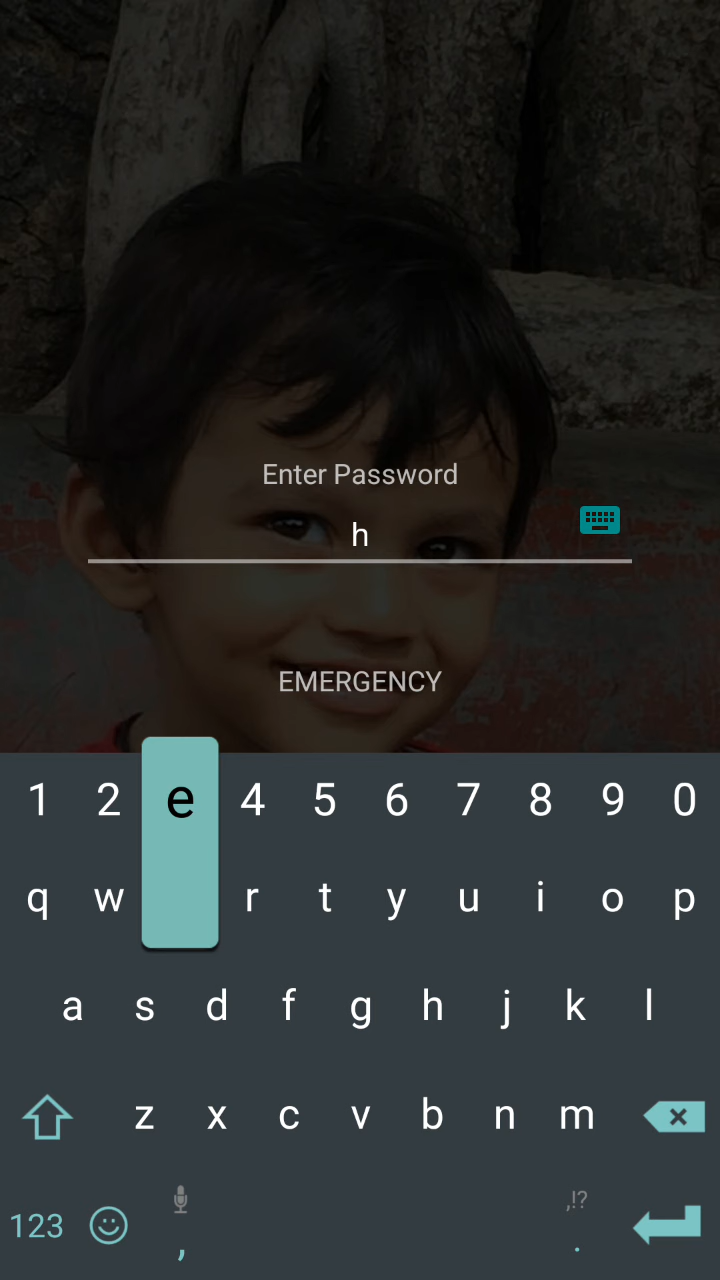 Enter Password
h
EMERGENCY
1 2 e 4 5 6 7 8 9 0
q w r t y u i o p
a s d f g h j k l
z x c v b n m
,!?
123 , .